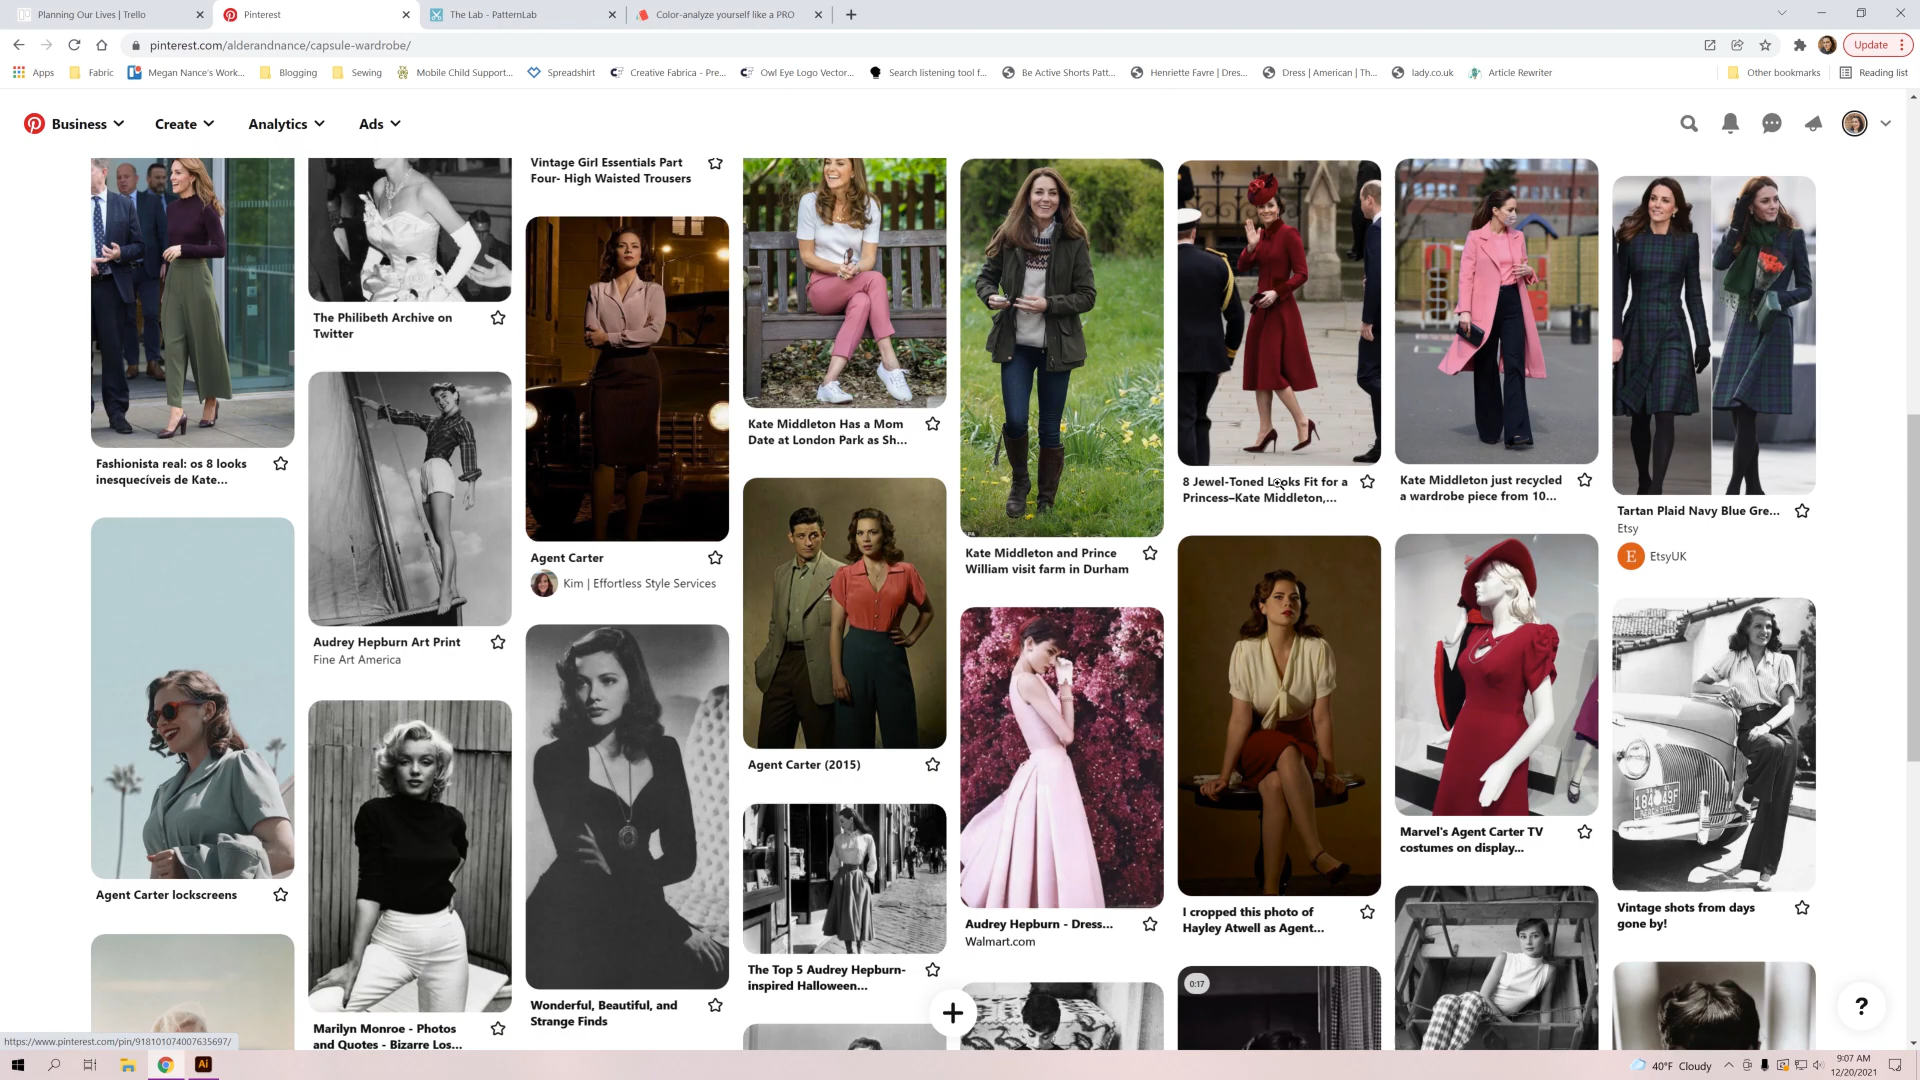 Planning Our Lives | Trello
Pinterest
The Lab - PatternLab
Color-analyze yourself like a PRO
pinterest.com/alderandnance/capsule-wardrobe/
Update
Apps
Fabric
Megan Nance's Work...
Blogging
Sewing
Mobile Child Support...
Spreadshirt
Creative Fabrica - Pre...
Owl Eye Logo Vector...
Search listening tool f...
Be Active Shorts Patt...
Henriette Favre | Dres...
Dress | American | Th...
lady.co.uk
Article Rewriter
Other bookmarks
Reading list
Business
Create
Analytics
Ads
Fashionista real: os 8 looks
inesquecíveis de Kate...
Agent Carter lockscreens
The Philibeth Archive on
Twitter
Audrey Hepburn Art Print
Fine Art America
Marilyn Monroe - Photos
and Quotes - Bizarre Los...
Vintage Girl Essentials Part
Four- High Waisted Trousers
Agent Carter
Kim | Effortless Style Services
Wonderful, Beautiful, and
Strange Finds
Kate Middleton Has a Mom
Date at London Park as Sh...
Agent Carter (2015)
The Top 5 Audrey Hepburn-
inspired Halloween...
Kate Middleton and Prince
William visit farm in Durham
Audrey Hepburn - Dress...
Walmart.com
8 Jewel-Toned Looks Fit for a
Princess–Kate Middleton,...
I cropped this photo of
Hayley Atwell as Agent...
0:17
Kate Middleton just recycled
a wardrobe piece from 10...
Marvel's Agent Carter TV
costumes on display...
Tartan Plaid Navy Blue Gre...
Etsy
E
EtsyUK
184 49F
Vintage shots from days
gone by!
?
https://www.pinterest.com/pin/918101074007635697/
Ai
40°F Cloudy
9:07 AM
12/20/2021